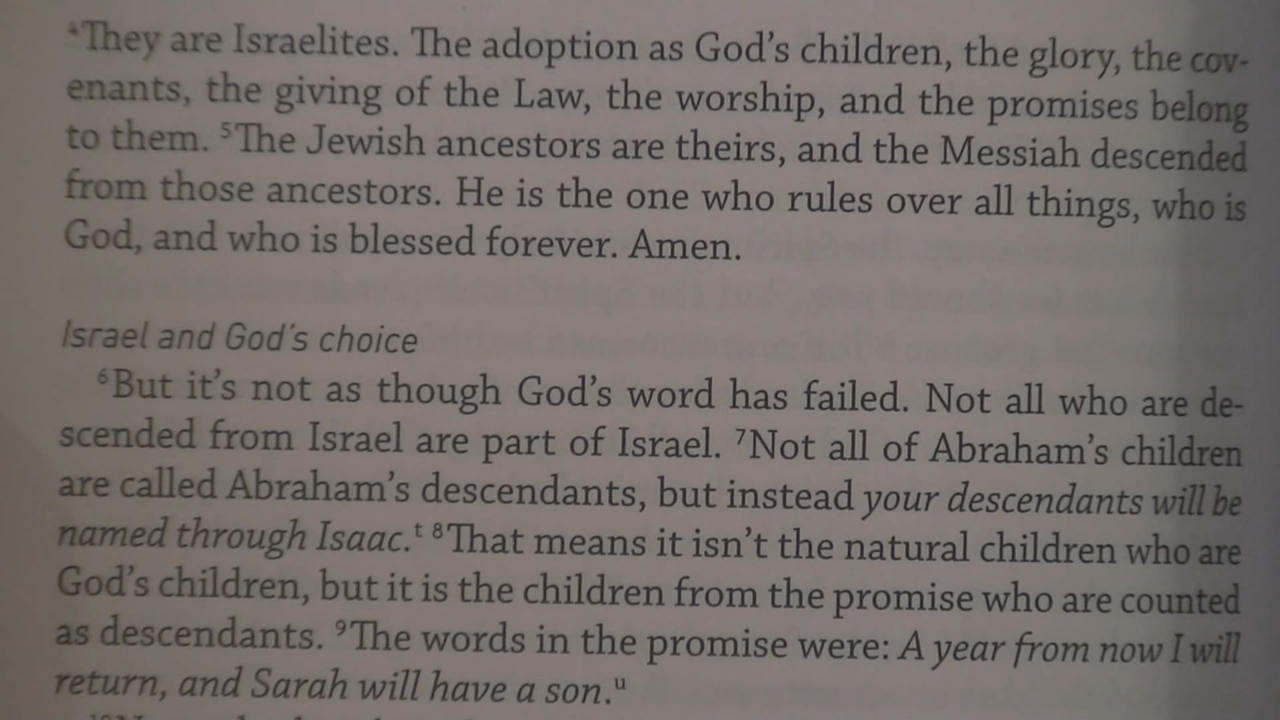 ⁴They are Israelites. The adoption as God's children, the glory, the cov-
enants, the giving of the Law, the worship, and the promises belong
to them. ⁵The Jewish ancestors are theirs, and the Messiah descended
from those ancestors. He is the one who rules over all things, who is
God, and who is blessed forever. Amen.
Israel and God's choice
⁶But it's not as though God's word has failed. Not all who are de-
scended from Israel are part of Israel. ⁷Not all of Abraham's children
are called Abraham's descendants, but instead your descendants will be
named through Isaac.ᵗ ⁸That means it isn't the natural children who are
God's children, but it is the children from the promise who are counted
as descendants. ⁹The words in the promise were: A year from now I will
return, and Sarah will have a son.ᵘ